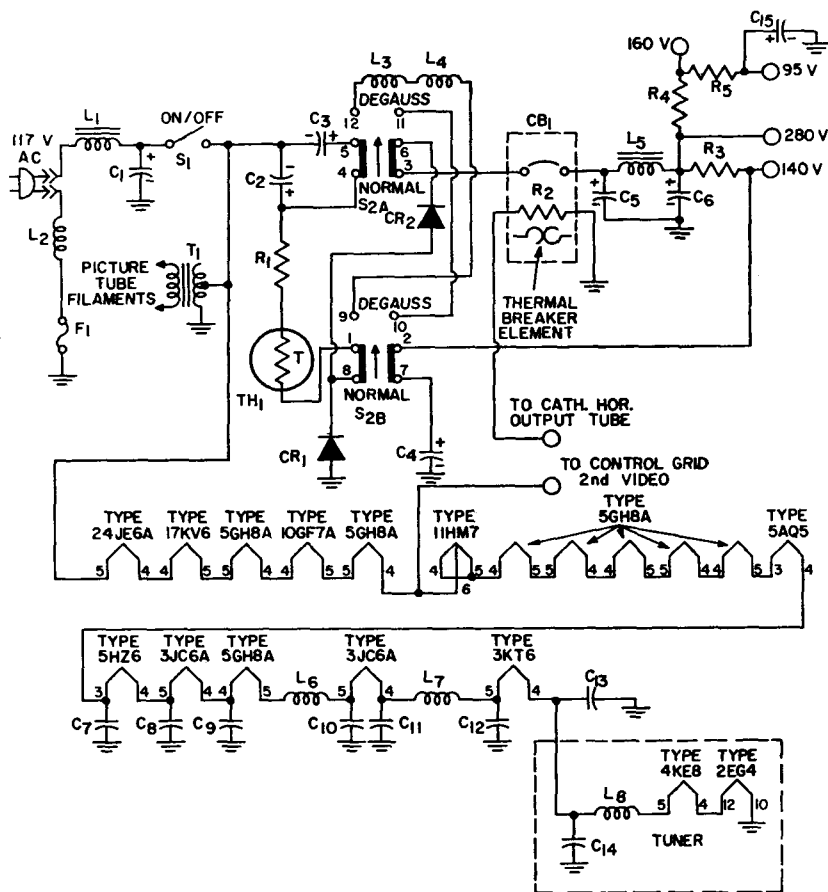 160 V
C15
+ -
95 V
R5
R4
280 V
L5
R3
140 V
L3 L4
DEGAUSS
12 11
ON/OFF
L1
117 V
AC
C1 +
S1
C3
- +
5 6
4 3
NORMAL
S2A
C2
-
+
CR2
CB1
R2
+
C5
+
C6
L2
T1
PICTURE
TUBE
FILAMENTS
F1
R1
T
TH1
THERMAL
BREAKER
ELEMENT
DEGAUSS
9 10
1 2
8 7
NORMAL
S2B
CR1
C4
+
-
TO CATH. HOR.
OUTPUT TUBE
TO CONTROL GRID
2nd VIDEO
TYPE
24JE6A
TYPE
17KV6
TYPE
5GH8A
TYPE
10GF7A
TYPE
5GH8A
TYPE
11HM7
TYPE
5GH8A
TYPE
5AQ5
5 4 4 5 5 4 4 5 5 4 4 5 4 5 5 4 4 5 5 4 4 5 3 4
6
TYPE
5HZ6
TYPE
3JC6A
TYPE
5GH8A
TYPE
3JC6A
TYPE
3KT6
L6
L7
3 4 5 4 4 5 5 4 5 4
C7
C8
C9
C10
C11
C12
C13
TYPE
4KE8
TYPE
2EG4
L8
5 4 12 10
C14
TUNER